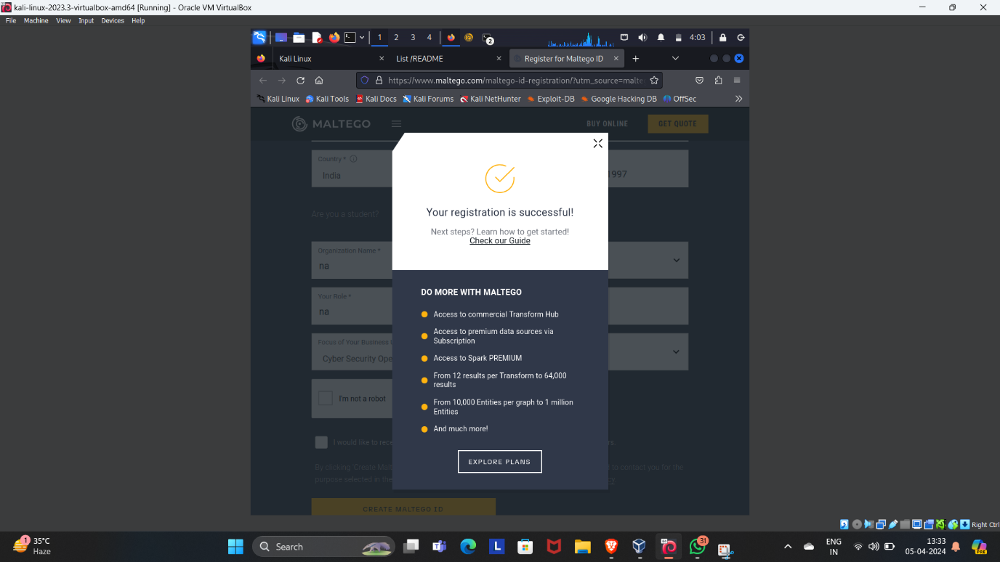 kali-linux-2023.3-virtualbox-amd64 [Running] - Oracle VM VirtualBox
File Machine View Input Devices Help
1 2 3 4 2 4:03
Kali Linux × List /README × Register for Maltego ID ×
https://www.maltego.com/maltego-id-registration/?utm_source=malte
Kali Linux Kali Tools Kali Docs Kali Forums Kali NetHunter Exploit-DB Google Hacking DB OffSec
MALTEGO BUY ONLINE GET QUOTE
Country *
India
1997
Are you a student?
Your registration is successful!
Next steps? Learn how to get started!
Check our Guide
Organization Name *
na
Your Role *
na
Focus of Your Business
Cyber Security Ope
I'm not a robot
I would like to rece
rs.
By clicking 'Create Malt
to contact you for the
purpose selected in the
CREATE MALTEGO ID
DO MORE WITH MALTEGO
Access to commercial Transform Hub
Access to premium data sources via
Subscription
Access to Spark PREMIUM
From 12 results per Transform to 64,000
results
From 10,000 Entities per graph to 1 million
Entities
And much more!
EXPLORE PLANS
Right Ctrl
1
35°C
Haze
Search
L
31
ENG
IN
13:33
05-04-2024
PRE